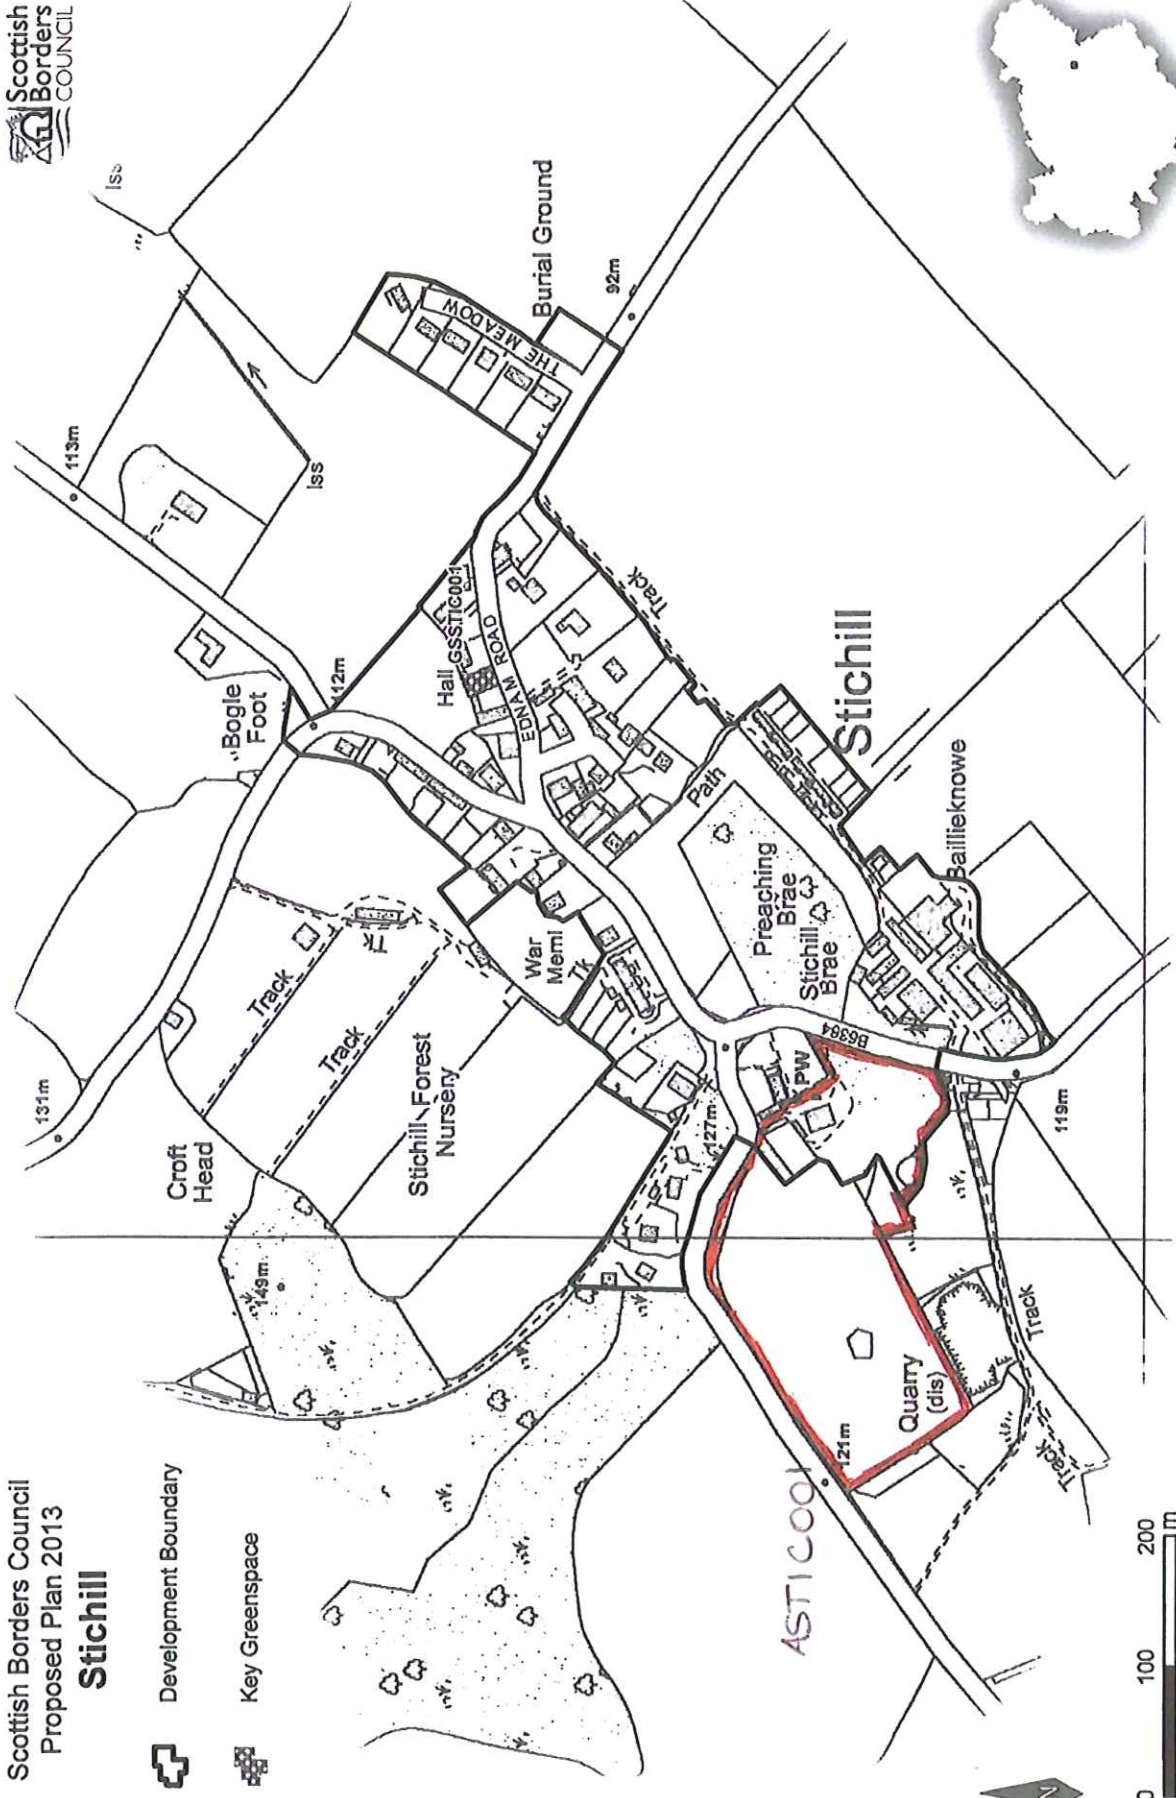 Scottish Borders Council
Proposed Plan 2013
Stichill
Development Boundary
Key Greenspace
Scottish
Borders
COUNCIL
131m
Croft
Head
149m
Track
Track
Stichill Forest
Nursery
"Bogle
Foot
113m
Iss
Iss
112m
Hall
GSSTIC001
EDNAM ROAD
THE MEADOW
Burial Ground
92m
Track
War
Meml
Tk
Path
Preaching
Brae
Stichill
Brae
Stichill
Baillieknowe
B6364
PW
127m
119m
Quarry
(dis)
121m
Track
Track
ASTIC001
N
0
100
200
m